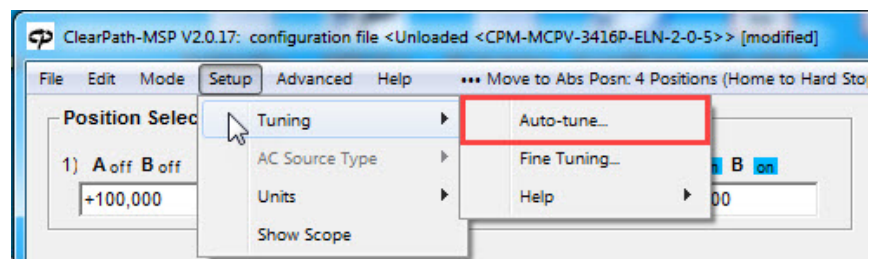 ClearPath-MSP V2.0.17: configuration file <Unloaded <CPM-MCPV-3416P-ELN-2-0-5>> [modified]
File Edit Mode Setup Advanced Help ••• Move to Abs Posn: 4 Positions (Home to Hard Sto
Position Selec Tuning Auto-tune...
1) A off B off AC Source Type Fine Tuning... B on
+100,000 Units Help 00
Show Scope